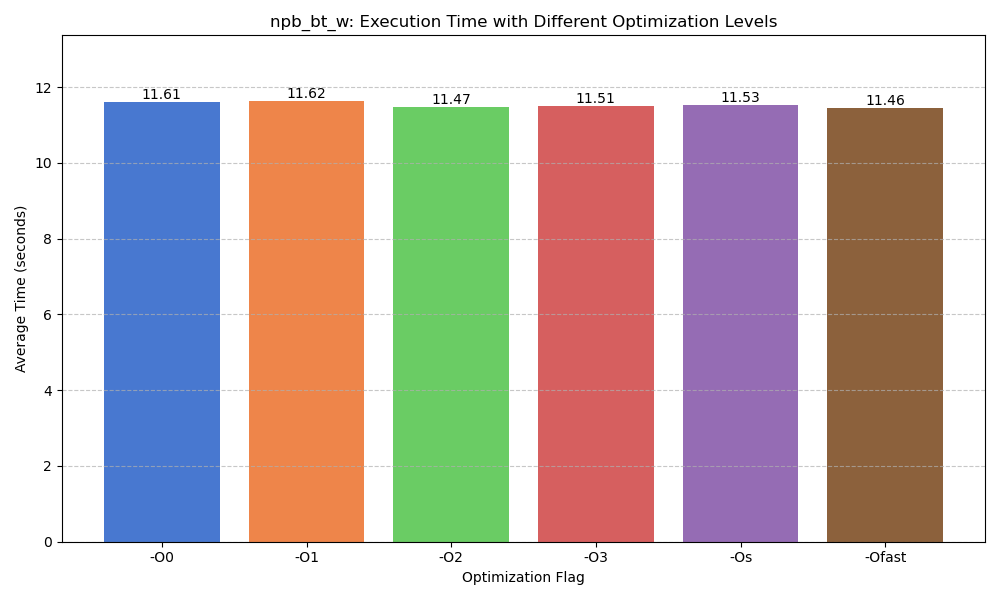 npb_bt_w: Execution Time with Different Optimization Levels
Average Time (seconds)
12
10
8
6
4
2
0
11.61
11.62
11.47
11.51
11.53
11.46
-O0
-O1
-O2
-O3
-Os
-Ofast
Optimization Flag